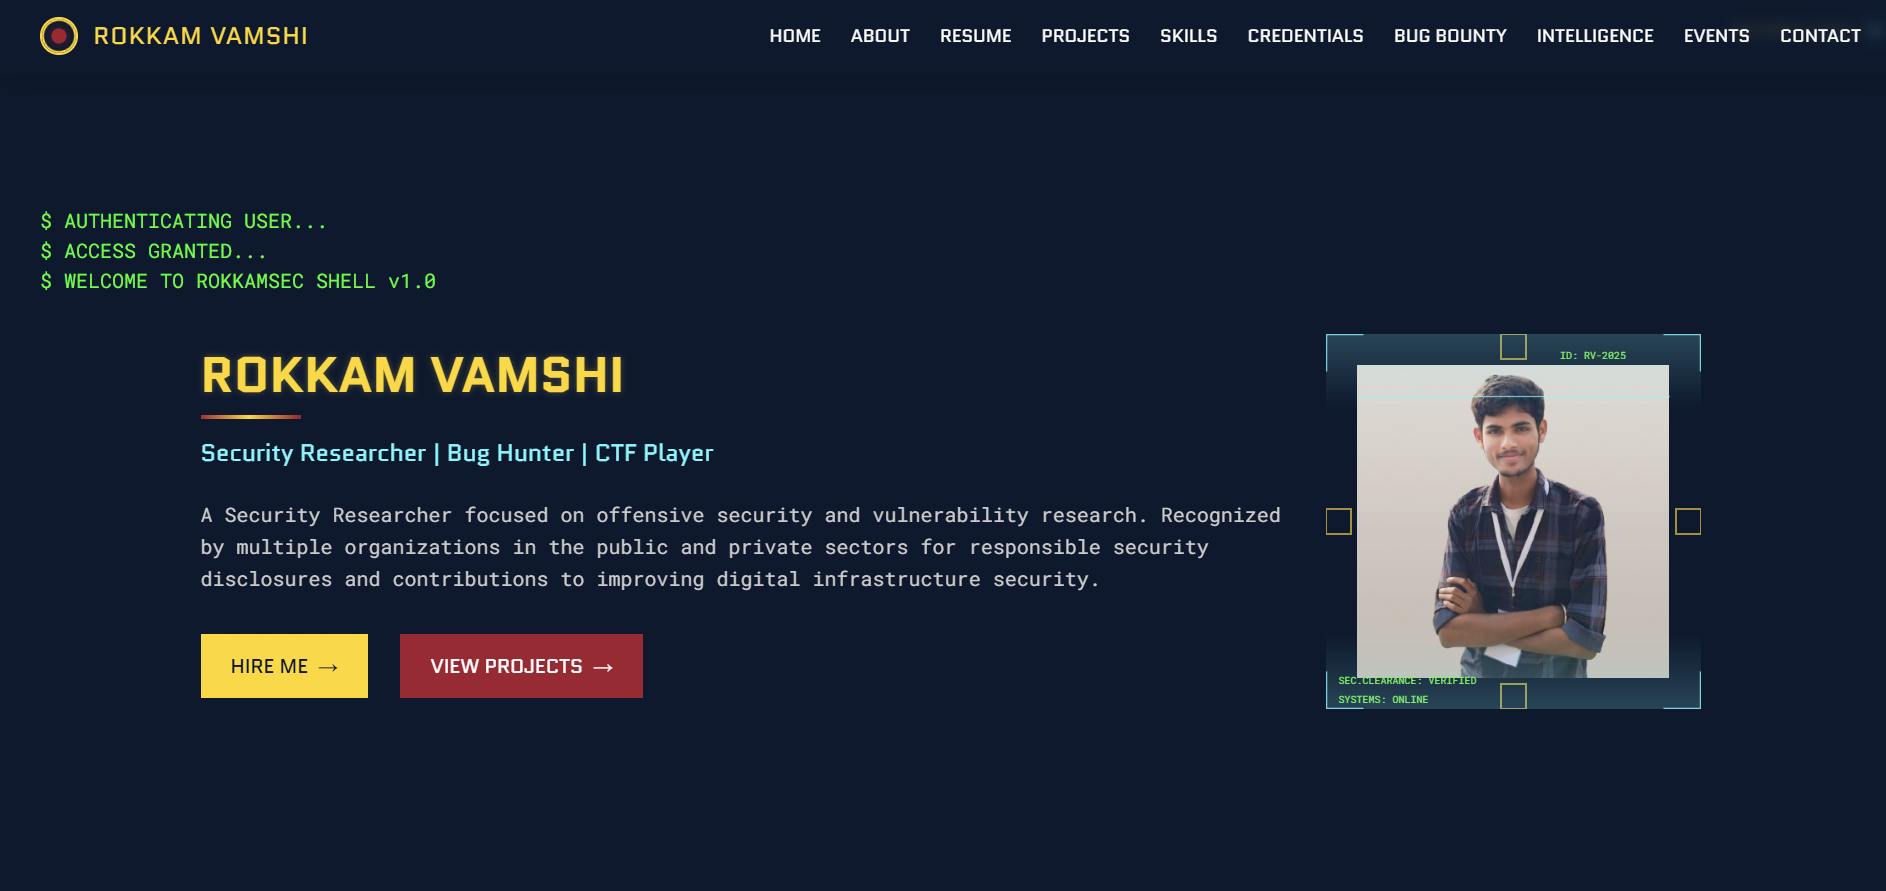 ROKKAM VAMSHI
HOME ABOUT RESUME PROJECTS SKILLS CREDENTIALS BUG BOUNTY INTELLIGENCE EVENTS CONTACT
$ AUTHENTICATING USER...
$ ACCESS GRANTED...
$ WELCOME TO ROKKAMSEC SHELL v1.0
ROKKAM VAMSHI
Security Researcher | Bug Hunter | CTF Player
A Security Researcher focused on offensive security and vulnerability research. Recognized
by multiple organizations in the public and private sectors for responsible security
disclosures and contributions to improving digital infrastructure security.
HIRE ME →
VIEW PROJECTS →
ID: RV-2025
SEC.CLEARANCE: VERIFIED
SYSTEMS: ONLINE